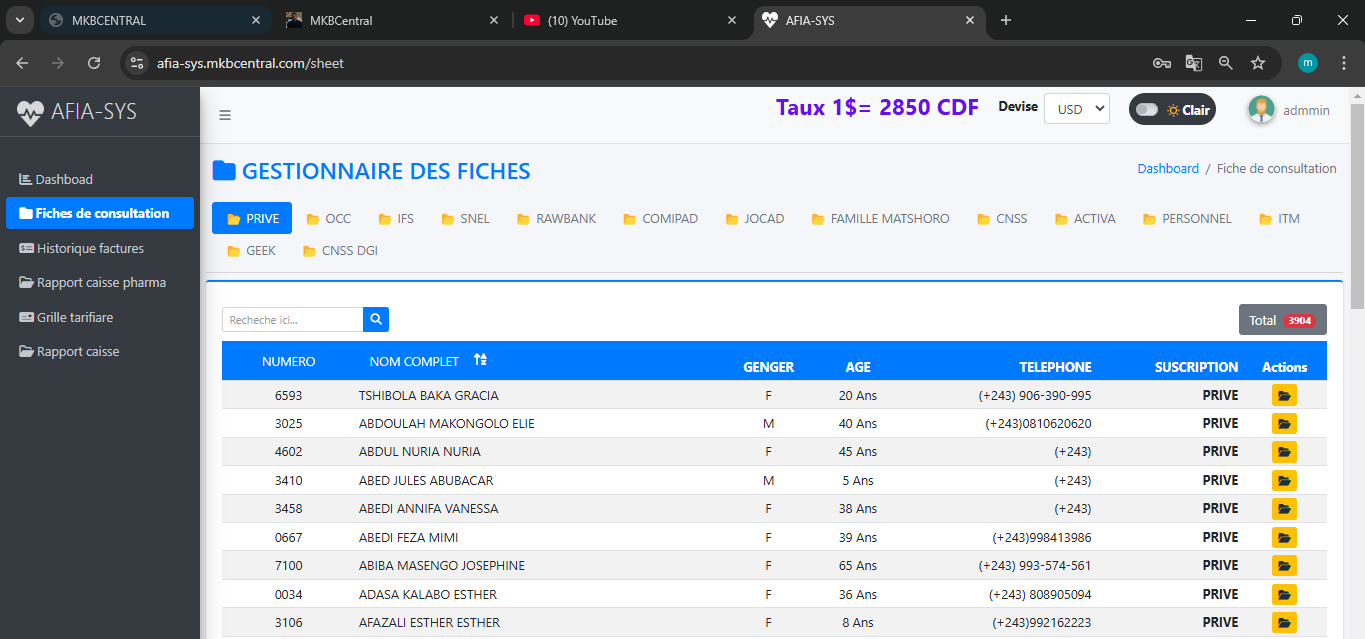 MKBCENTRAL
MKBCentral
(10) YouTube
AFIA-SYS
afia-sys.mkbcentral.com/sheet
m
AFIA-SYS
Taux 1$= 2850 CDF
Devise
USD
Clair
admmin
Dashboad
Fiches de consultation
Historique factures
Rapport caisse pharma
Grille tarifiare
Rapport caisse
GESTIONNAIRE DES FICHES
Dashboard / Fiche de consultation
PRIVE OCC IFS SNEL RAWBANK COMIPAD JOCAD FAMILLE MATSHORO CNSS ACTIVA PERSONNEL ITM
GEEK CNSS DGI
Recheche ici...
Total 3904
NUMERO NOM COMPLET GENGER AGE TELEPHONE SUSCRIPTION Actions
6593 TSHIBOLA BAKA GRACIA F 20 Ans (+243) 906-390-995 PRIVE
3025 ABDOULAH MAKONGOLO ELIE M 40 Ans (+243)0810620620 PRIVE
4602 ABDUL NURIA NURIA F 45 Ans (+243) PRIVE
3410 ABED JULES ABUBACAR M 5 Ans (+243) PRIVE
3458 ABEDI ANNIFA VANESSA F 38 Ans (+243) PRIVE
0667 ABEDI FEZA MIMI F 39 Ans (+243)998413986 PRIVE
7100 ABIBA MASENGO JOSEPHINE F 65 Ans (+243) 993-574-561 PRIVE
0034 ADASA KALABO ESTHER F 36 Ans (+243) 808905094 PRIVE
3106 AFAZALI ESTHER ESTHER F 8 Ans (+243)992162223 PRIVE